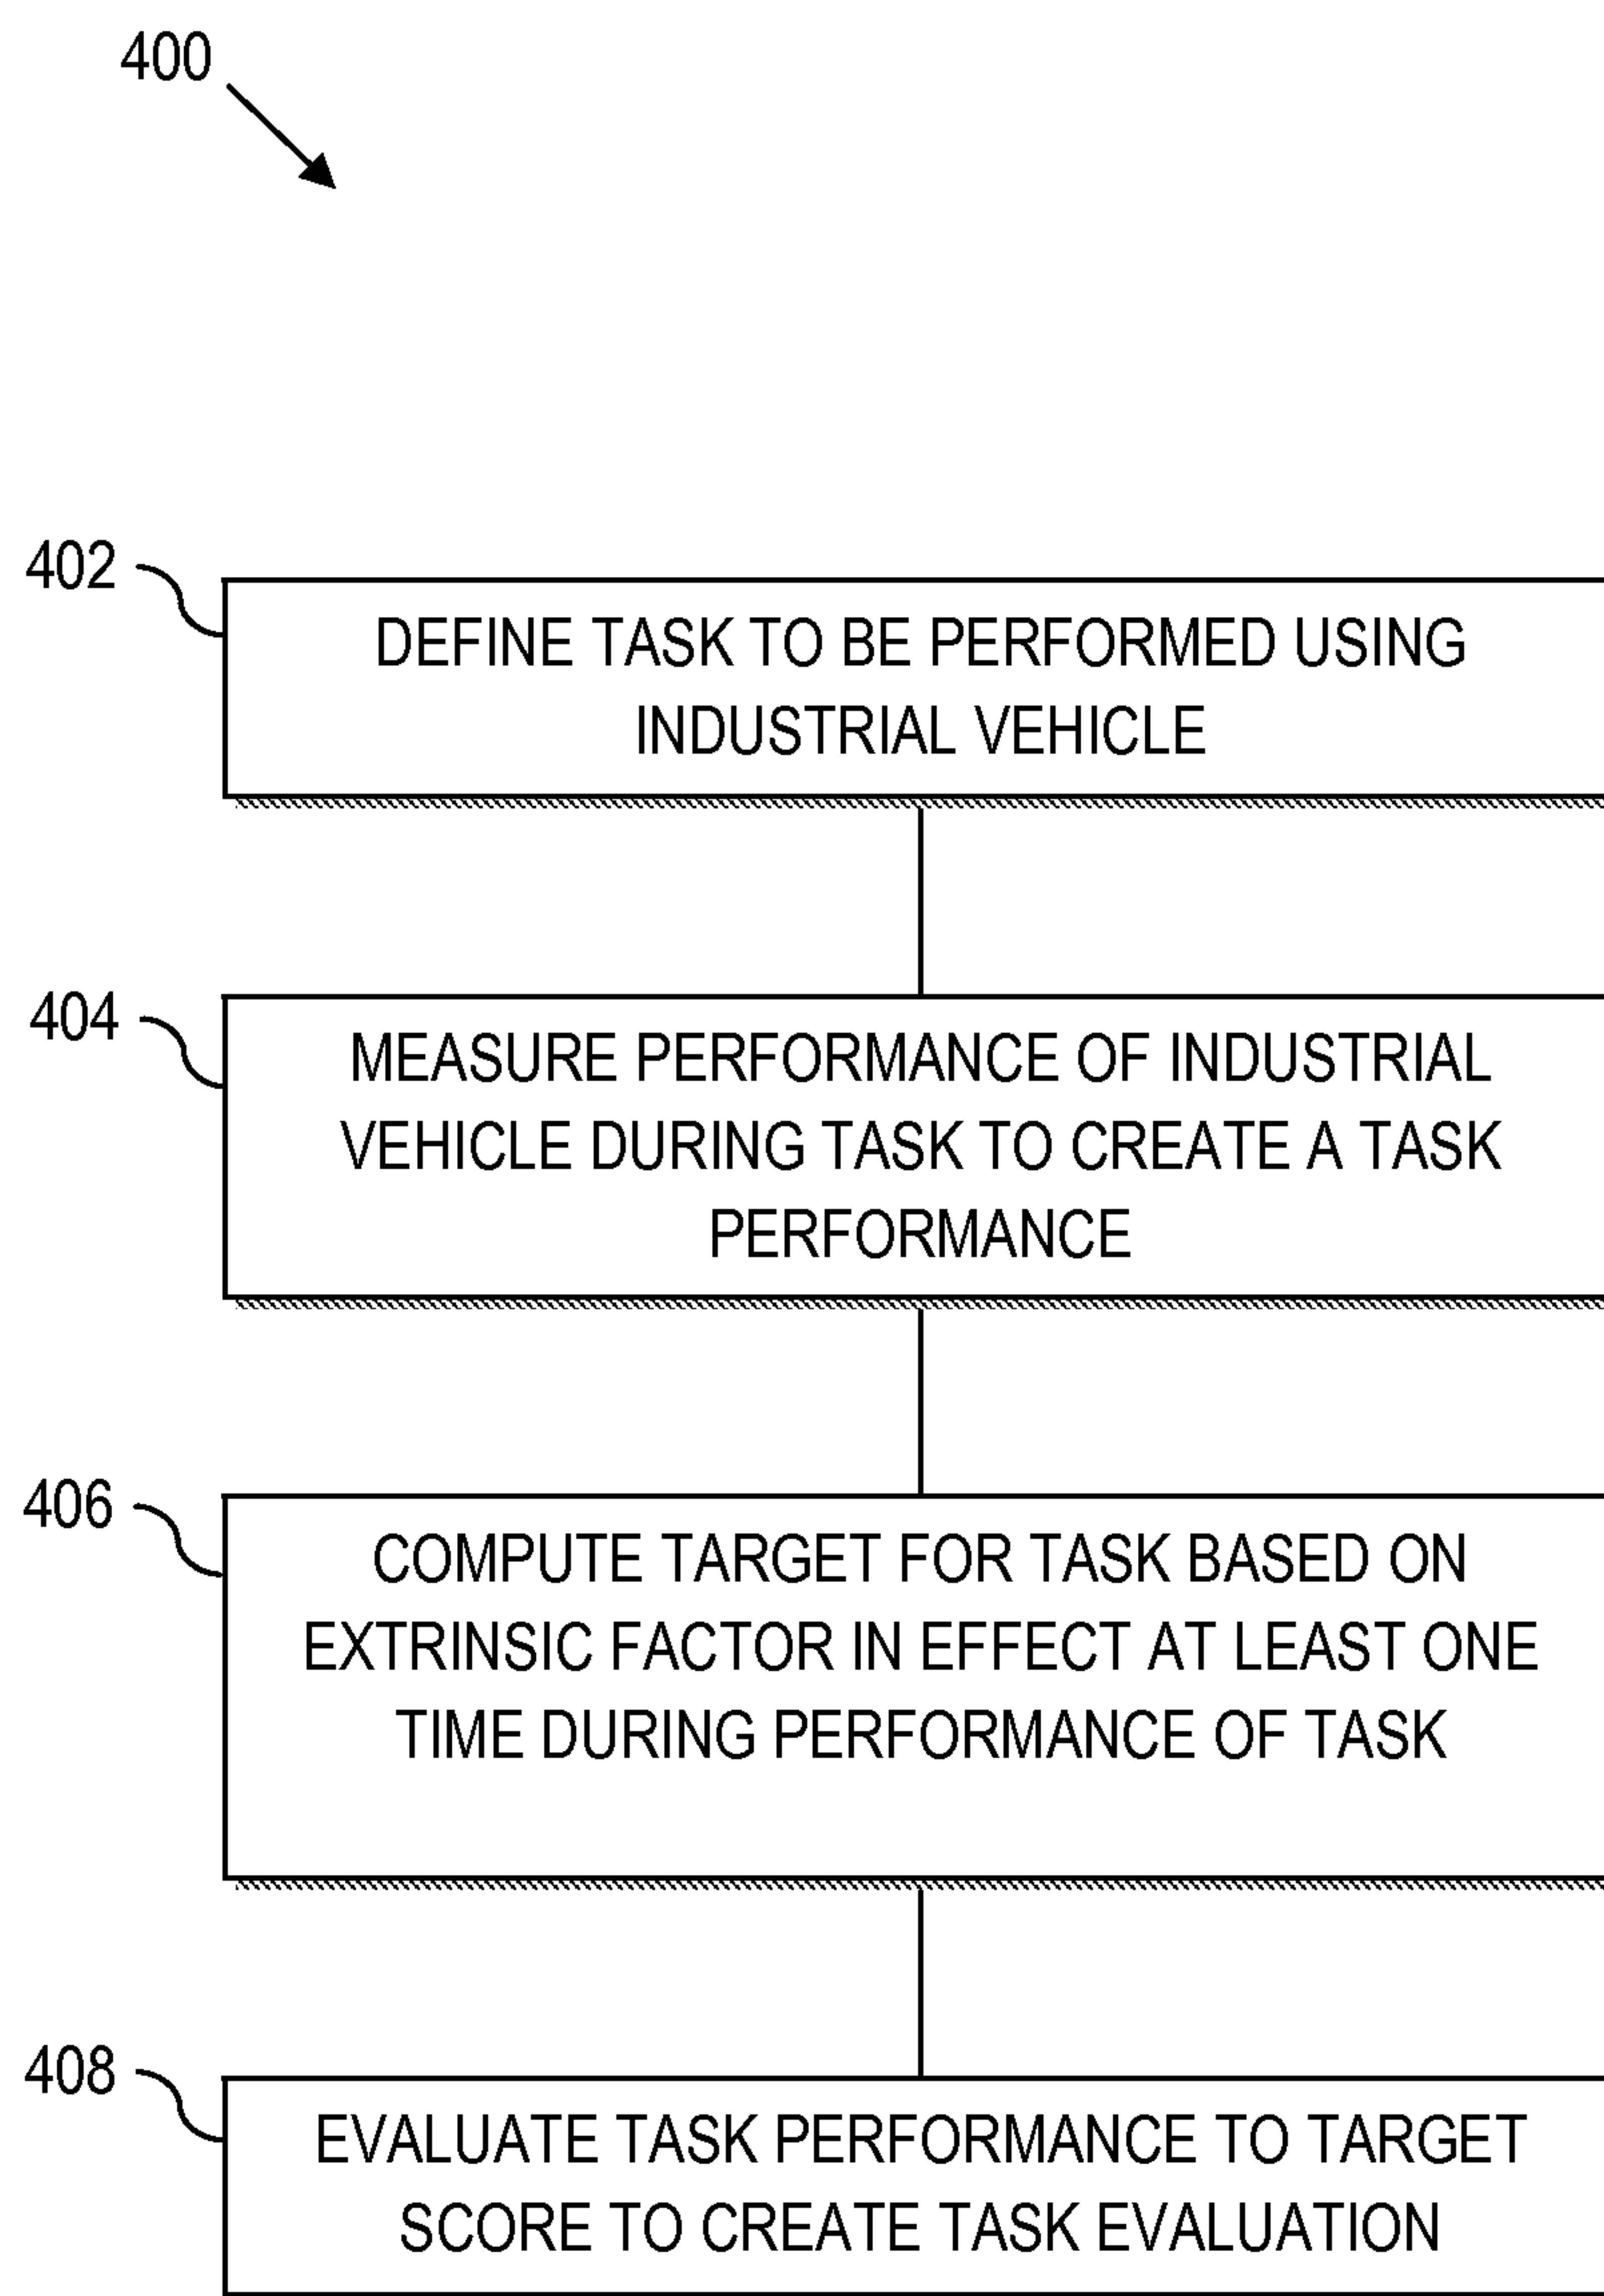 400
402
DEFINE TASK TO BE PERFORMED USING
INDUSTRIAL VEHICLE
404
MEASURE PERFORMANCE OF INDUSTRIAL
VEHICLE DURING TASK TO CREATE A TASK
PERFORMANCE
406
COMPUTE TARGET FOR TASK BASED ON
EXTRINSIC FACTOR IN EFFECT AT LEAST ONE
TIME DURING PERFORMANCE OF TASK
408
EVALUATE TASK PERFORMANCE TO TARGET
SCORE TO CREATE TASK EVALUATION